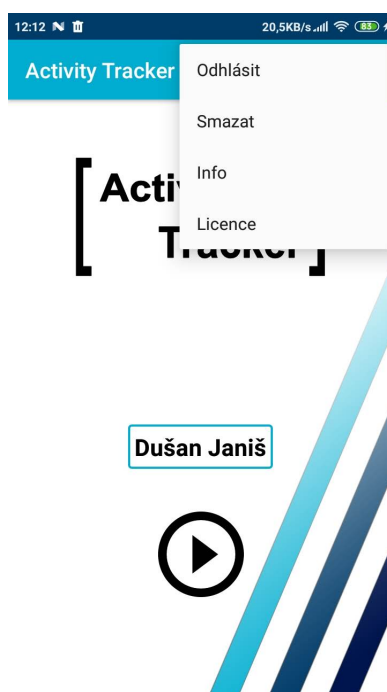 12:12 20,5KB/s 83
Activity Tracker
Odhlásit
Smazat
Info
Licence
[Acti
Tracker]
Dušan Janiš